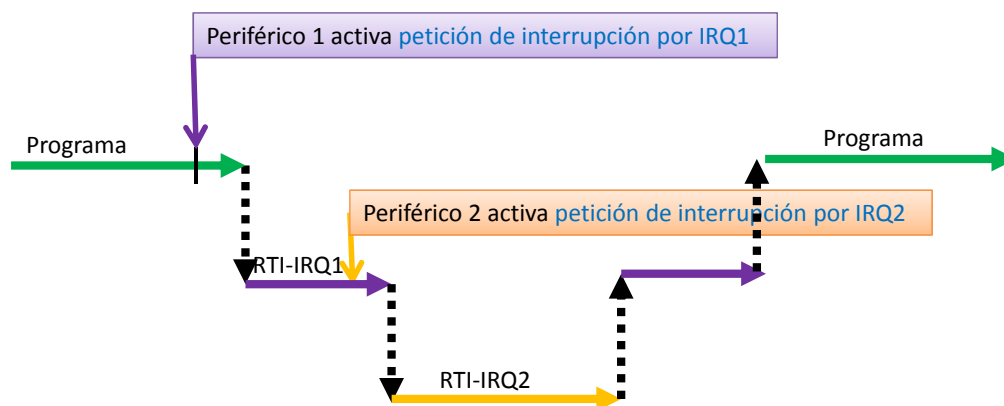 Periférico 1 activa petición de interrupción por IRQ1
Programa
Programa
Periférico 2 activa petición de interrupción por IRQ2
RTI-IRQ1
RTI-IRQ2